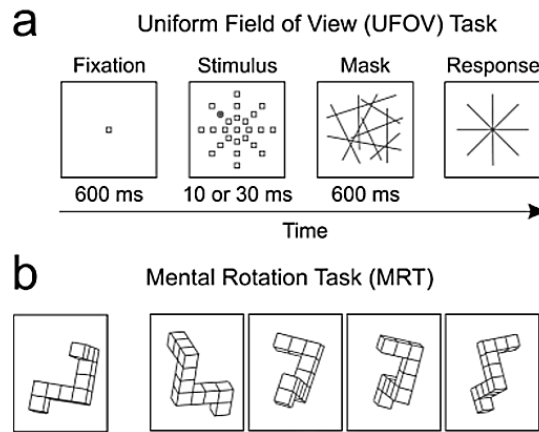 a Uniform Field of View (UFOV) Task
Fixation Stimulus Mask Response
600 ms 10 or 30 ms 600 ms
Time
b Mental Rotation Task (MRT)